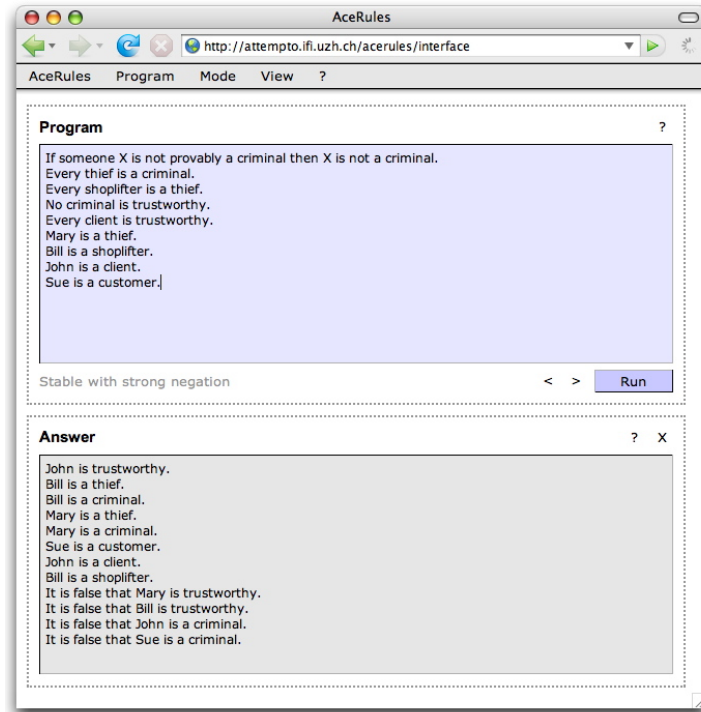 AceRules
http://attempto.ifi.uzh.ch/acerules/interface
AceRules Program Mode View ?
Program ?
If someone X is not provably a criminal then X is not a criminal.
Every thief is a criminal.
Every shoplifter is a thief.
No criminal is trustworthy.
Every client is trustworthy.
Mary is a thief.
Bill is a shoplifter.
John is a client.
Sue is a customer.
Stable with strong negation < > Run
Answer ? X
John is trustworthy.
Bill is a thief.
Bill is a criminal.
Mary is a thief.
Mary is a criminal.
Sue is a customer.
John is a client.
Bill is a shoplifter.
It is false that Mary is trustworthy.
It is false that Bill is trustworthy.
It is false that John is a criminal.
It is false that Sue is a criminal.